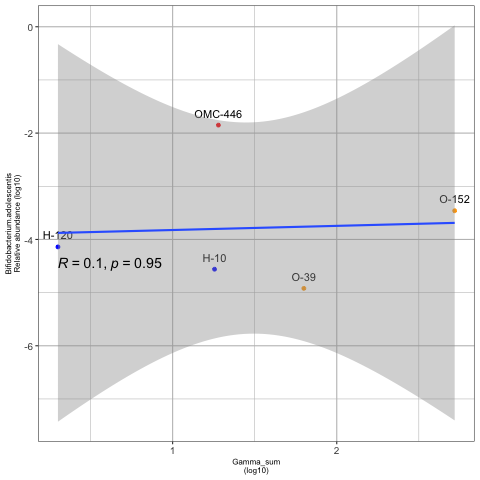 0
OMC-446
-2
O-152
H-120
-4
R = 0.1, p = 0.95
H-10
O-39
-6
1
2
Gamma_sum
(log10)
Bifidobacterium.adolescentis
Relative abundance (log10)